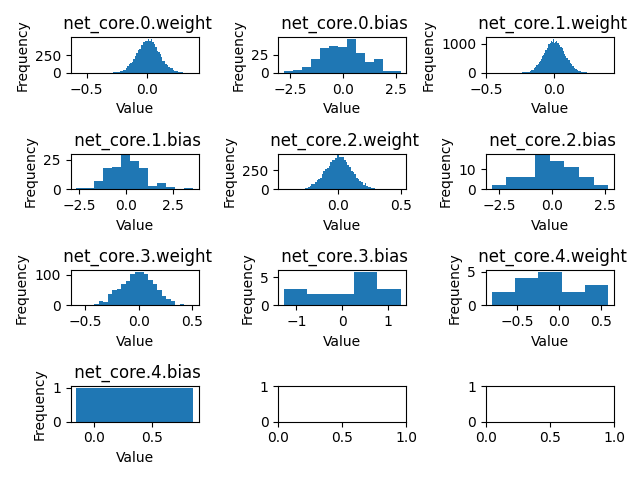 net_core.0.weight
Frequency
250
0
−0.5 0.0
Value
net_core.0.bias
Frequency
25
0
−2.5 0.0 2.5
Value
net_core.1.weight
Frequency
1000
0
−0.5 0.0
Value
net_core.1.bias
Frequency
25
0
−2.5 0.0 2.5
Value
net_core.2.weight
Frequency
250
0
0.0 0.5
Value
net_core.2.bias
Frequency
10
0
−2.5 0.0 2.5
Value
net_core.3.weight
Frequency
100
0
−0.5 0.0 0.5
Value
net_core.3.bias
Frequency
5
0
−1 0 1
Value
net_core.4.weight
Frequency
5
0
−0.5 0.0 0.5
Value
net_core.4.bias
Frequency
1
0
0.0 0.5
Value
1
0
0.0 0.5 1.0
1
0
0.0 0.5 1.0